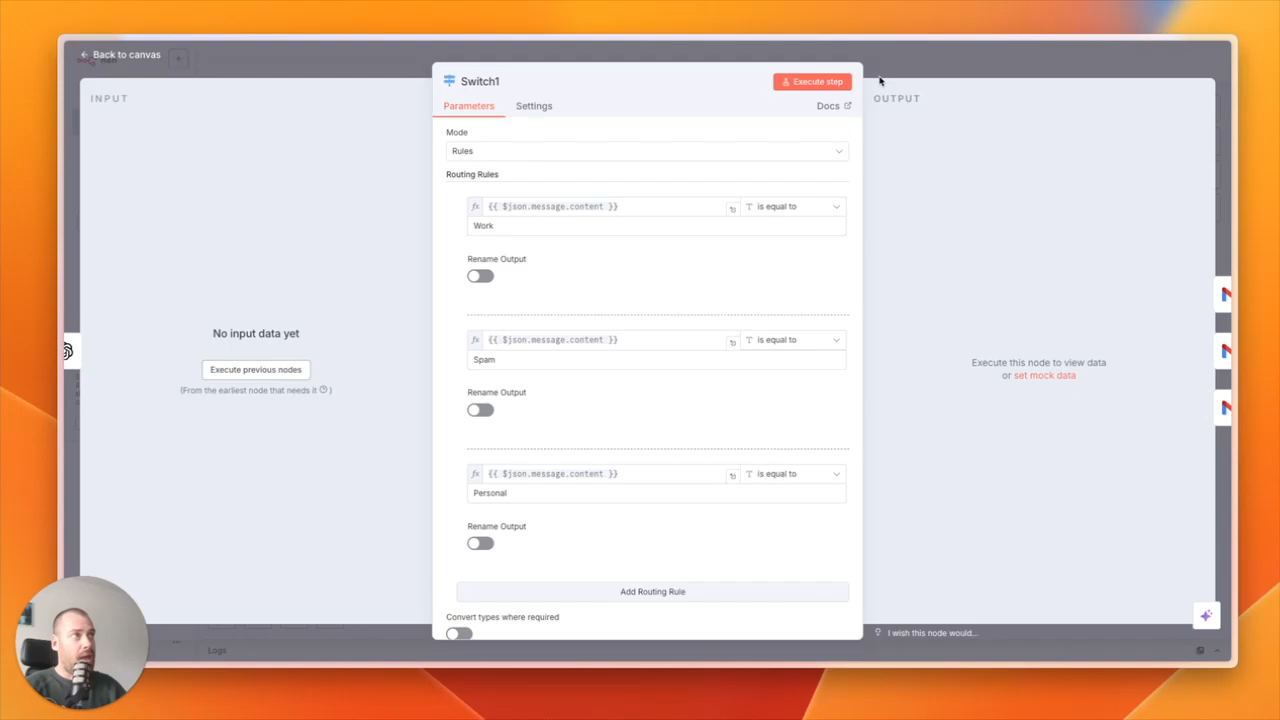 Back to canvas
INPUT
No input data yet
Execute previous nodes
(From the earliest node that needs it )
Switch1
Execute step
Parameters
Settings
Docs
Mode
Rules
Routing Rules
fx {{ $json.message.content }} T is equal to
Work
Rename Output
fx {{ $json.message.content }} T is equal to
Spam
Rename Output
fx {{ $json.message.content }} T is equal to
Personal
Rename Output
Add Routing Rule
Convert types where required
OUTPUT
Execute this node to view data
or set mock data
I wish this node would...
Logs